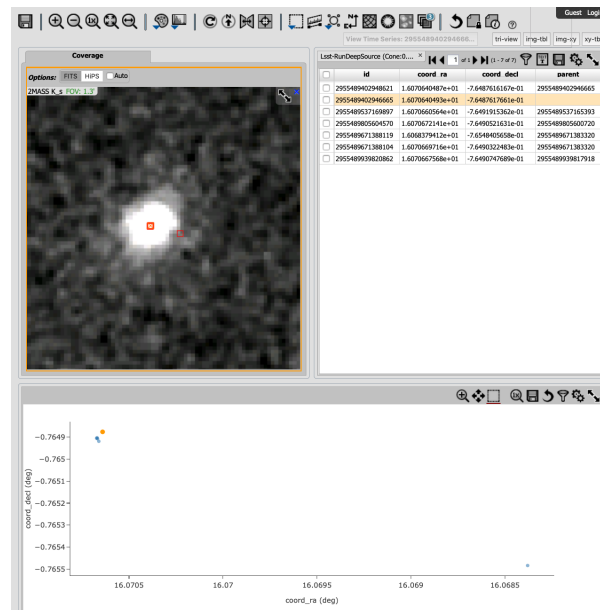 Guest Logi
View Time Series: 295548940294666...
tri-view
img-tbl
img-xy
xy-tb
Coverage
Options: FITS HiPS Auto
2MASS K_s FOV: 1.3'
Lsst-RunDeepSource (Cone:0....
1 of 1 (1 - 7 of 7)
id coord_ra coord_decl parent
2955489402948621 1.6070640487e+01 -7.6487616167e-01 2955489402946665
2955489402946665 1.6070640493e+01 -7.6487617661e-01
2955489537169897 1.6070660564e+01 -7.6491915362e-01 2955489537165393
2955489805604570 1.6070672141e+01 -7.6490521631e-01 2955489805600720
2955489671388119 1.6068379412e+01 -7.6548405658e-01 2955489671383320
2955489671388104 1.6070669716e+01 -7.6490322483e-01 2955489671383320
2955489939820862 1.6070667568e+01 -7.6490747689e-01 2955489939817918
−0.7649
−0.765
−0.7651
−0.7652
−0.7653
−0.7654
−0.7655
coord_decl (deg)
16.0705
16.07
16.0695
16.069
16.0685
coord_ra (deg)